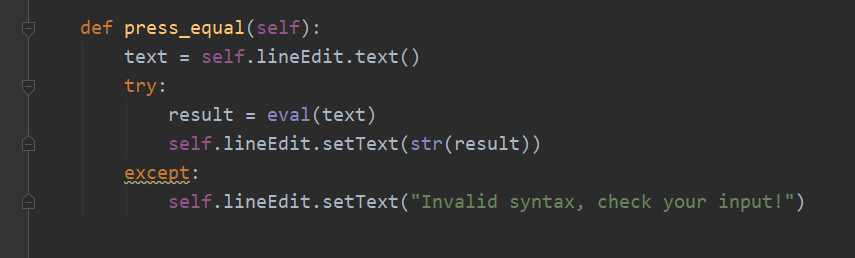 def press_equal(self):
text = self.lineEdit.text()
try:
result = eval(text)
self.lineEdit.setText(str(result))
except:
self.lineEdit.setText("Invalid syntax, check your input!")